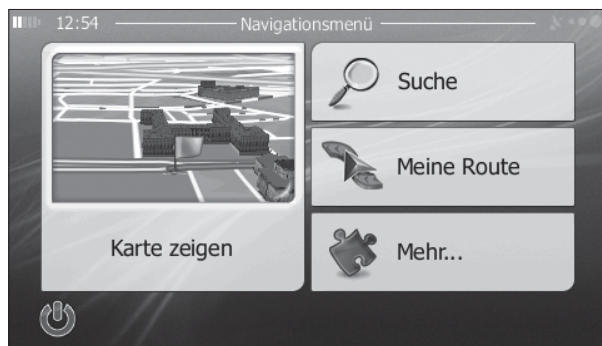 12:54 Navigationsmenü
Suche
Meine Route
Karte zeigen
Mehr...